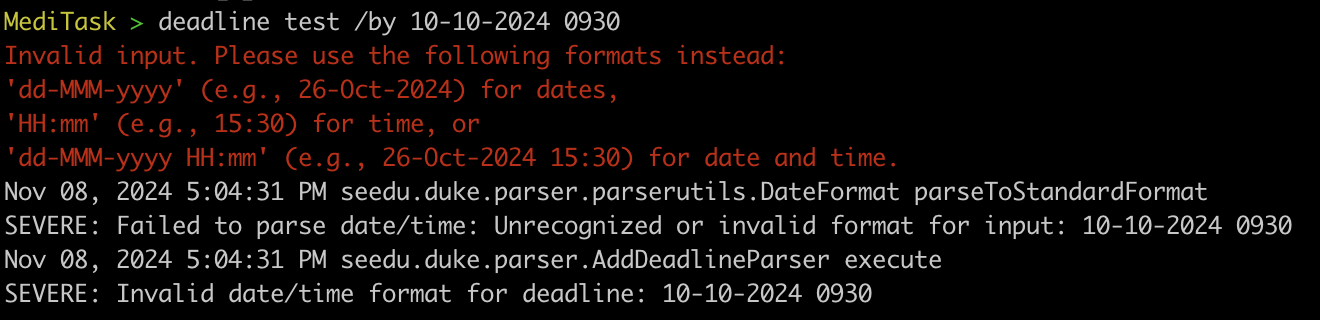 MediTask > deadline test /by 10-10-2024 0930
Invalid input. Please use the following formats instead:
'dd-MMM-yyyy' (e.g., 26-Oct-2024) for dates,
'HH:mm' (e.g., 15:30) for time, or
'dd-MMM-yyyy HH:mm' (e.g., 26-Oct-2024 15:30) for date and time.
Nov 08, 2024 5:04:31 PM seedu.duke.parser.parserutils.DateFormat parseToStandardFormat
SEVERE: Failed to parse date/time: Unrecognized or invalid format for input: 10-10-2024 0930
Nov 08, 2024 5:04:31 PM seedu.duke.parser.AddDeadlineParser execute
SEVERE: Invalid date/time format for deadline: 10-10-2024 0930